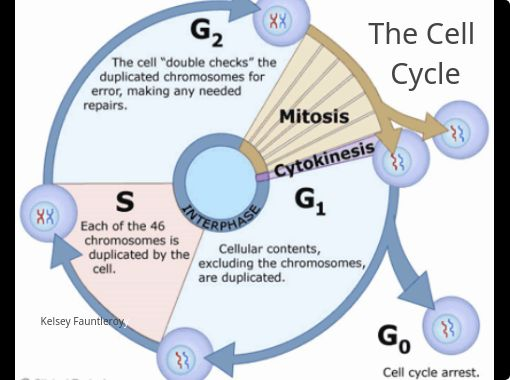 The Cell
Cycle
G2
The cell “double checks” the
duplicated chromosomes for
error, making any needed
repairs.
Mitosis
Cytokinesis
S
Each of the 46
chromosomes is
duplicated by the
cell.
INTERPHASE
G1
Cellular contents,
excluding the chromosomes,
are duplicated.
Kelsey Fauntleroy,
G0
Cell cycle arrest.